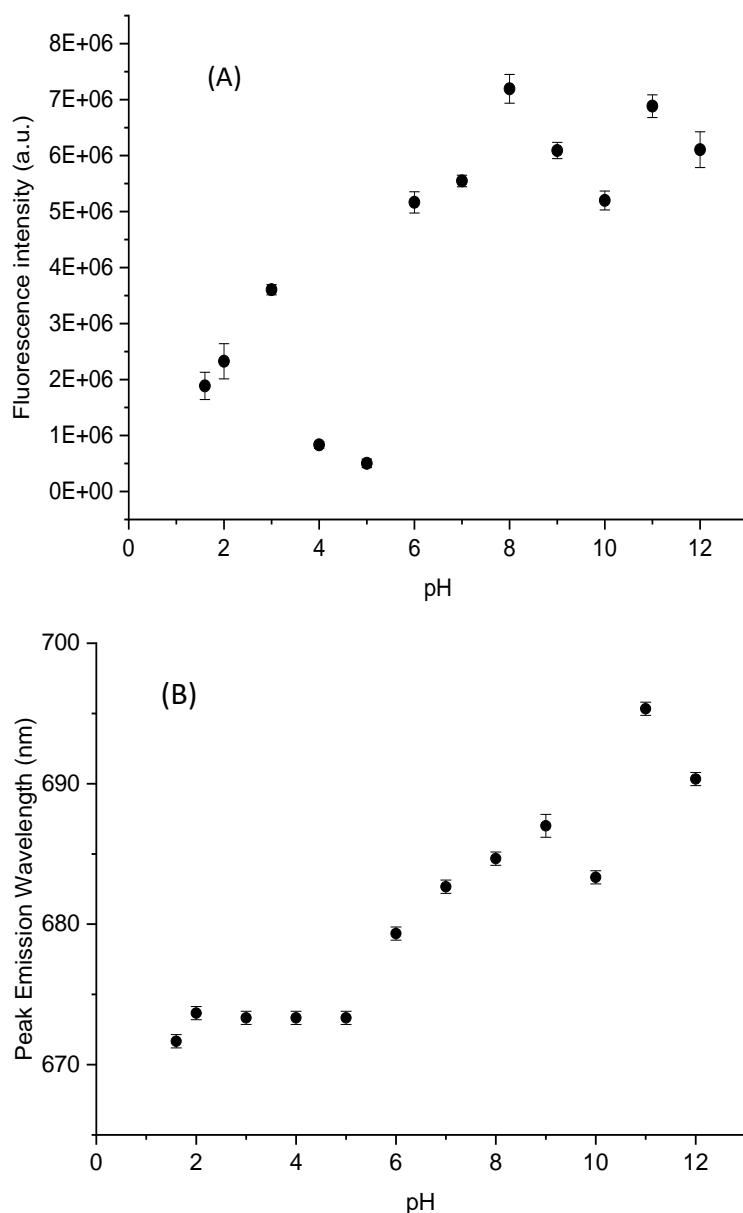 8E+06
(A)
7E+06
6E+06
5E+06
4E+06
3E+06
2E+06
1E+06
0E+00
Fluorescence intensity (a.u.)
0 2 4 6 8 10 12
pH
700
(B)
690
680
670
Peak Emission Wavelength (nm)
0 2 4 6 8 10 12
pH